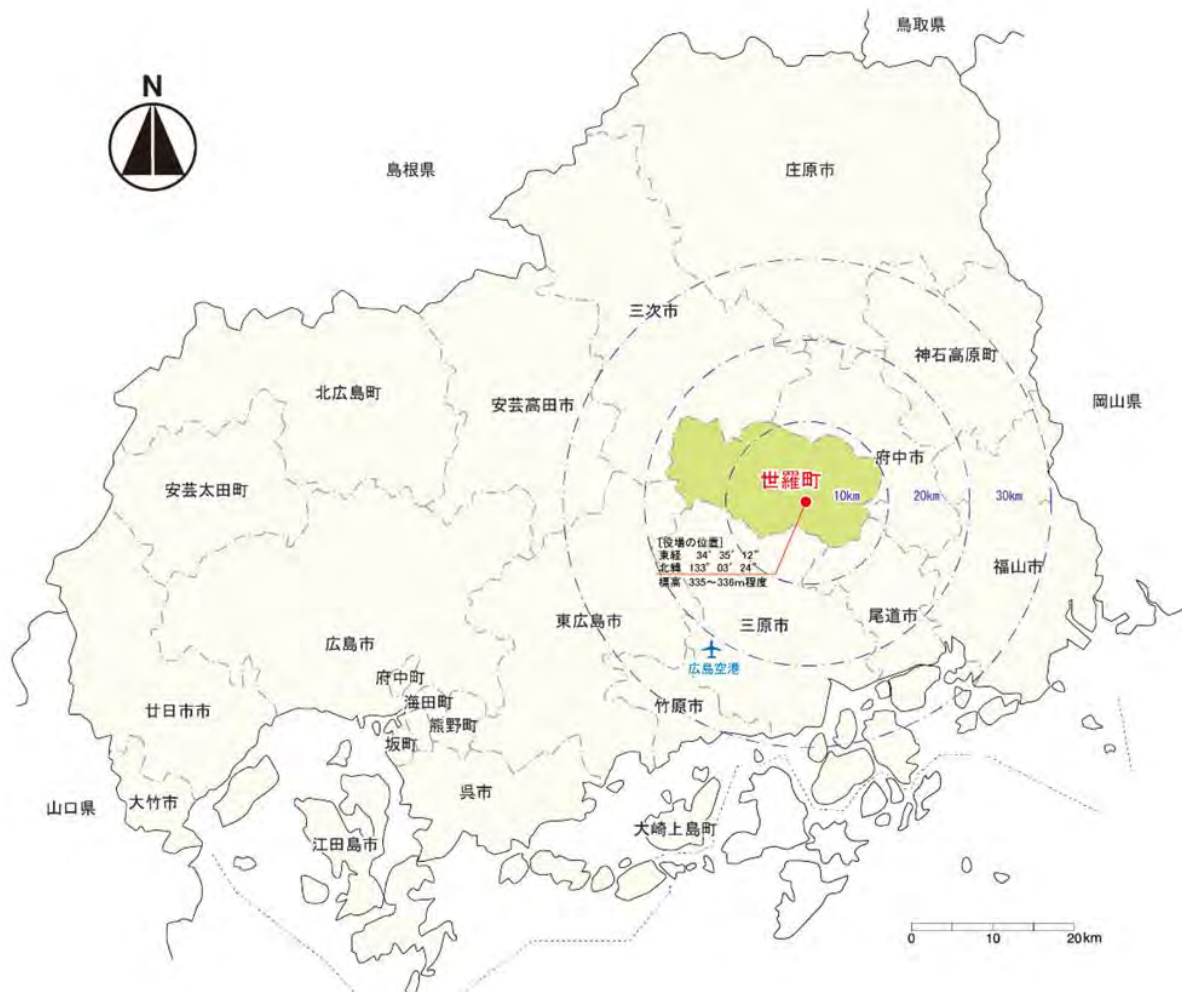 鳥取県
N
島根県
庄原市
三次市
神石高原町
北広島町
安芸高田市
岡山県
府中市
世羅町
安芸太田町
10km
20km
30km
[役場の位置]
東経 34° 35′ 12″
北緯 133° 03′ 24″
標高 335～336m程度
福山市
尾道市
東広島市
三原市
広島市
広島空港
府中町
海田町
竹原市
廿日市市
熊野町
坂町
呉市
山口県
大竹市
大崎上島町
江田島市
0 10 20km